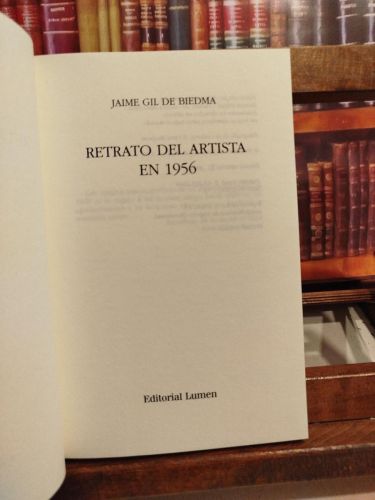 JAIME GIL DE BIEDMA
RETRATO DEL ARTISTA
EN 1956
Editorial Lumen